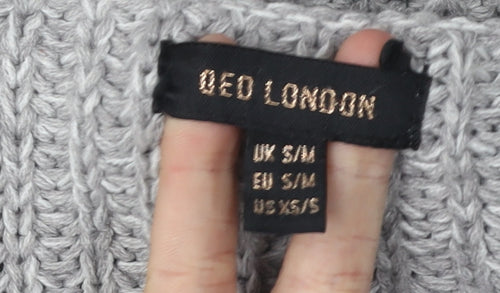 QED LONDON
UK S/M
EU S/M
US XS/S